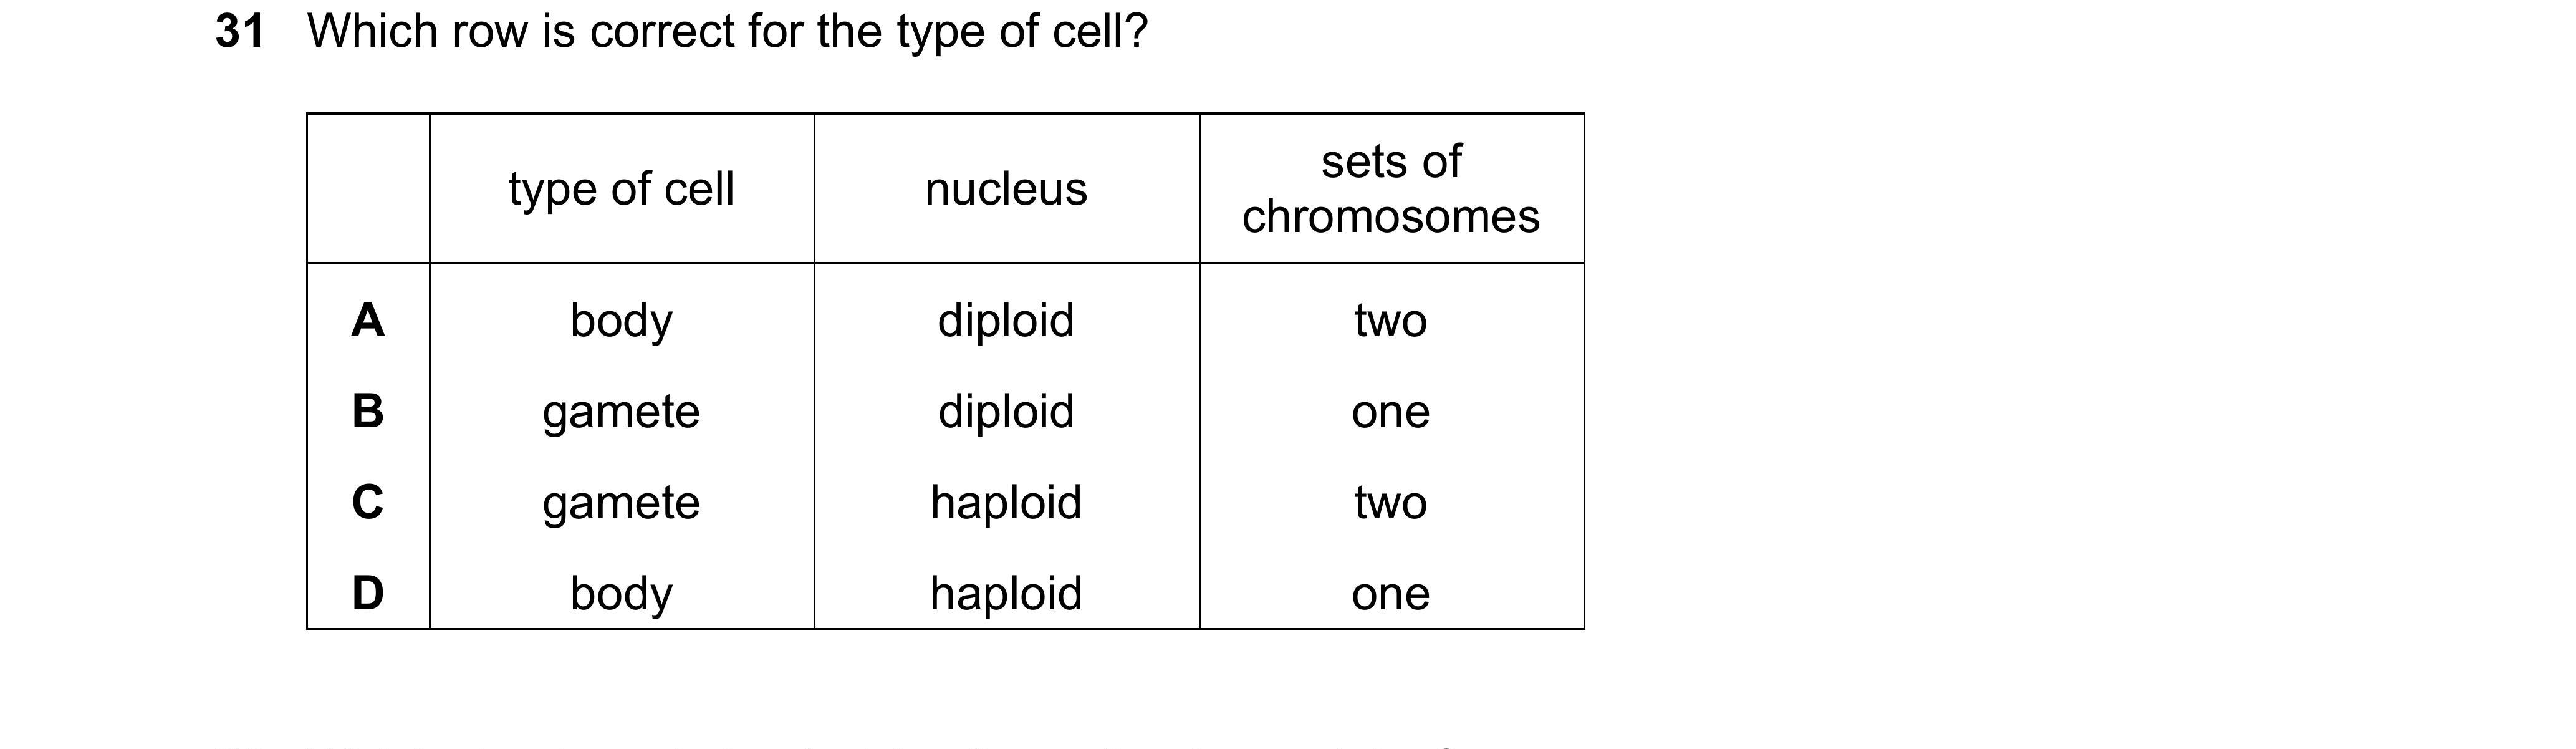 31 Which row is correct for the type of cell?
type of cell nucleus sets of chromosomes
A body diploid two
B gamete diploid one
C gamete haploid two
D body haploid one